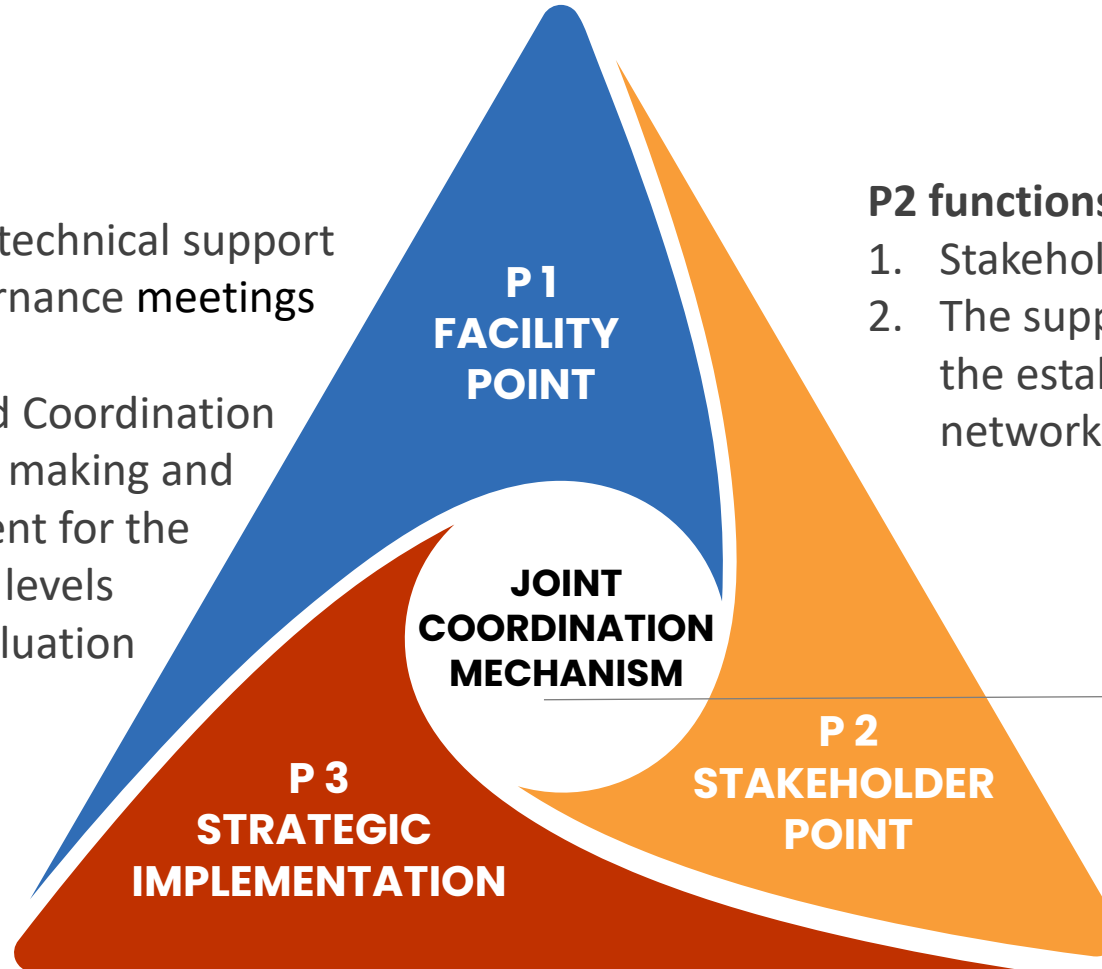 technical support
rnance meetings
d Coordination
making and
ent for the
levels
luation
P 1
FACILITY
POINT
P2 functions
1. Stakehol
2. The supp
the estal
network
JOINT
COORDINATION
MECHANISM
P 2
STAKEHOLDER
POINT
P 3
STRATEGIC
IMPLEMENTATION